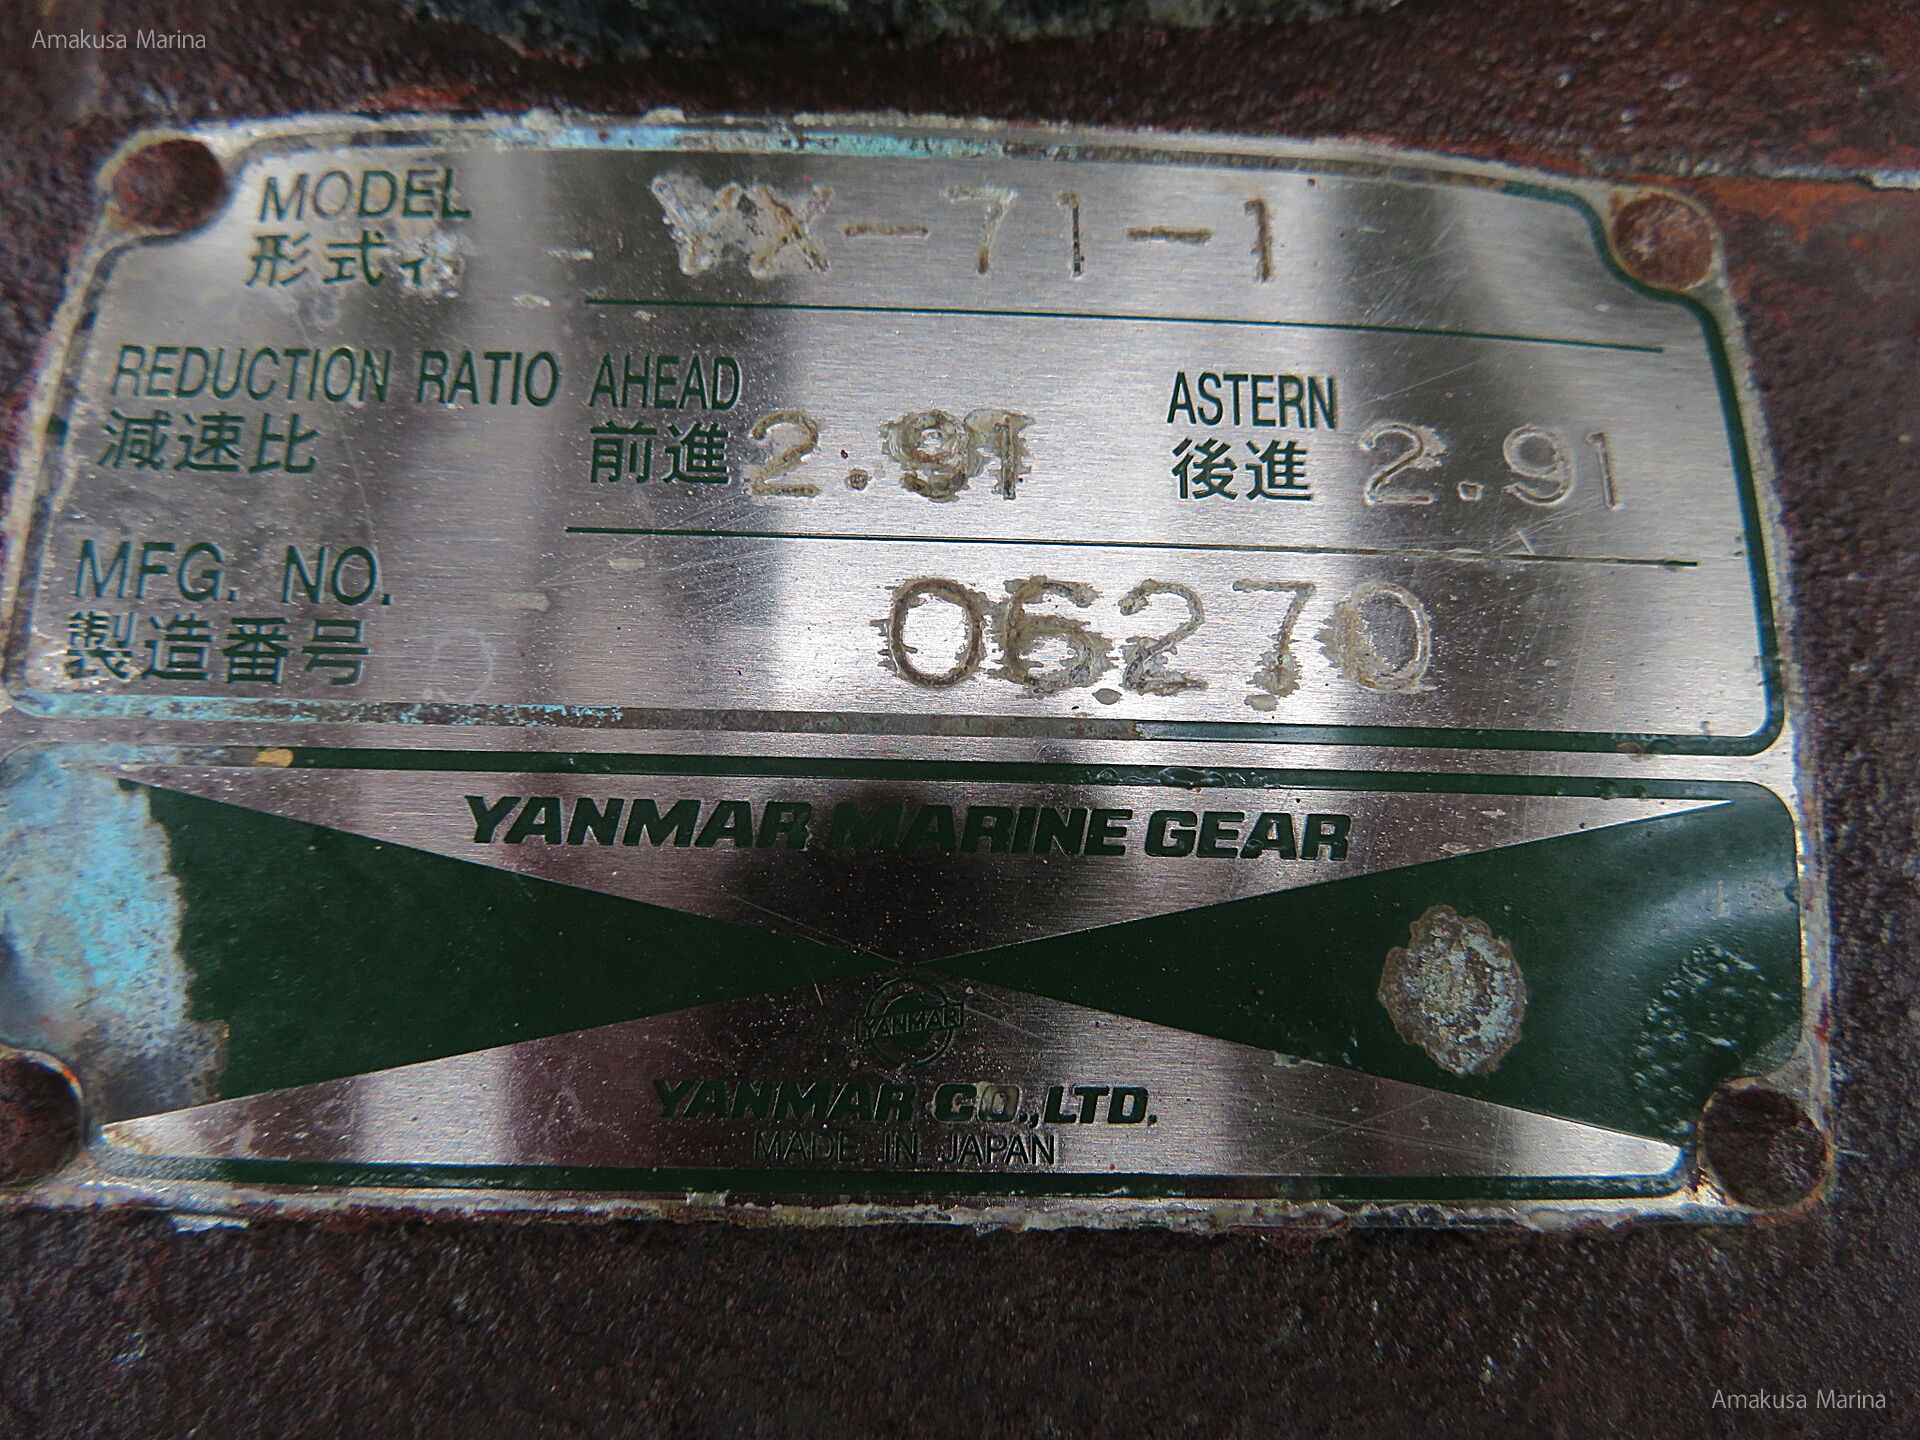 Amakusa Marina
MODEL YX-71-1
形式
REDUCTION RATIO AHEAD ASTERN
減速比 前進 2.91 後進 2.91
MFG. NO. 06270
製造番号
YANMAR MARINE GEAR
YANMAR
YANMAR CO.,LTD.
MADE IN JAPAN
Amakusa Marina